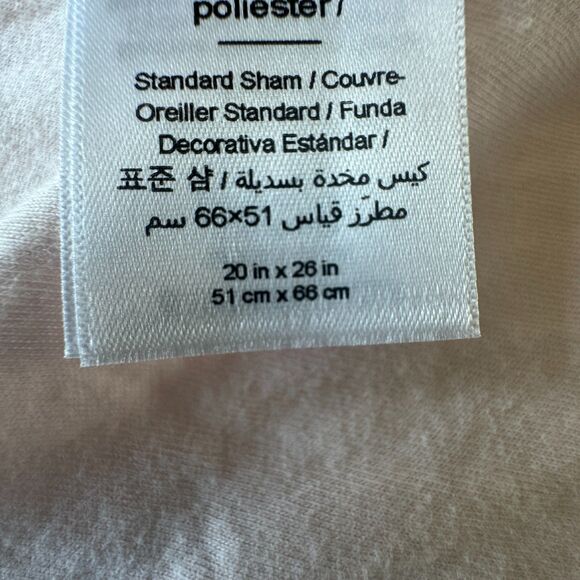 poliester/
Standard Sham / Couvre-
Oreiller Standard / Funda
Decorativa Estándar /
표준 샴 / كيس مخدة بسديلة
مطرّز قياس 51×66 سم
20 in x 26 in
51 cm x 66 cm